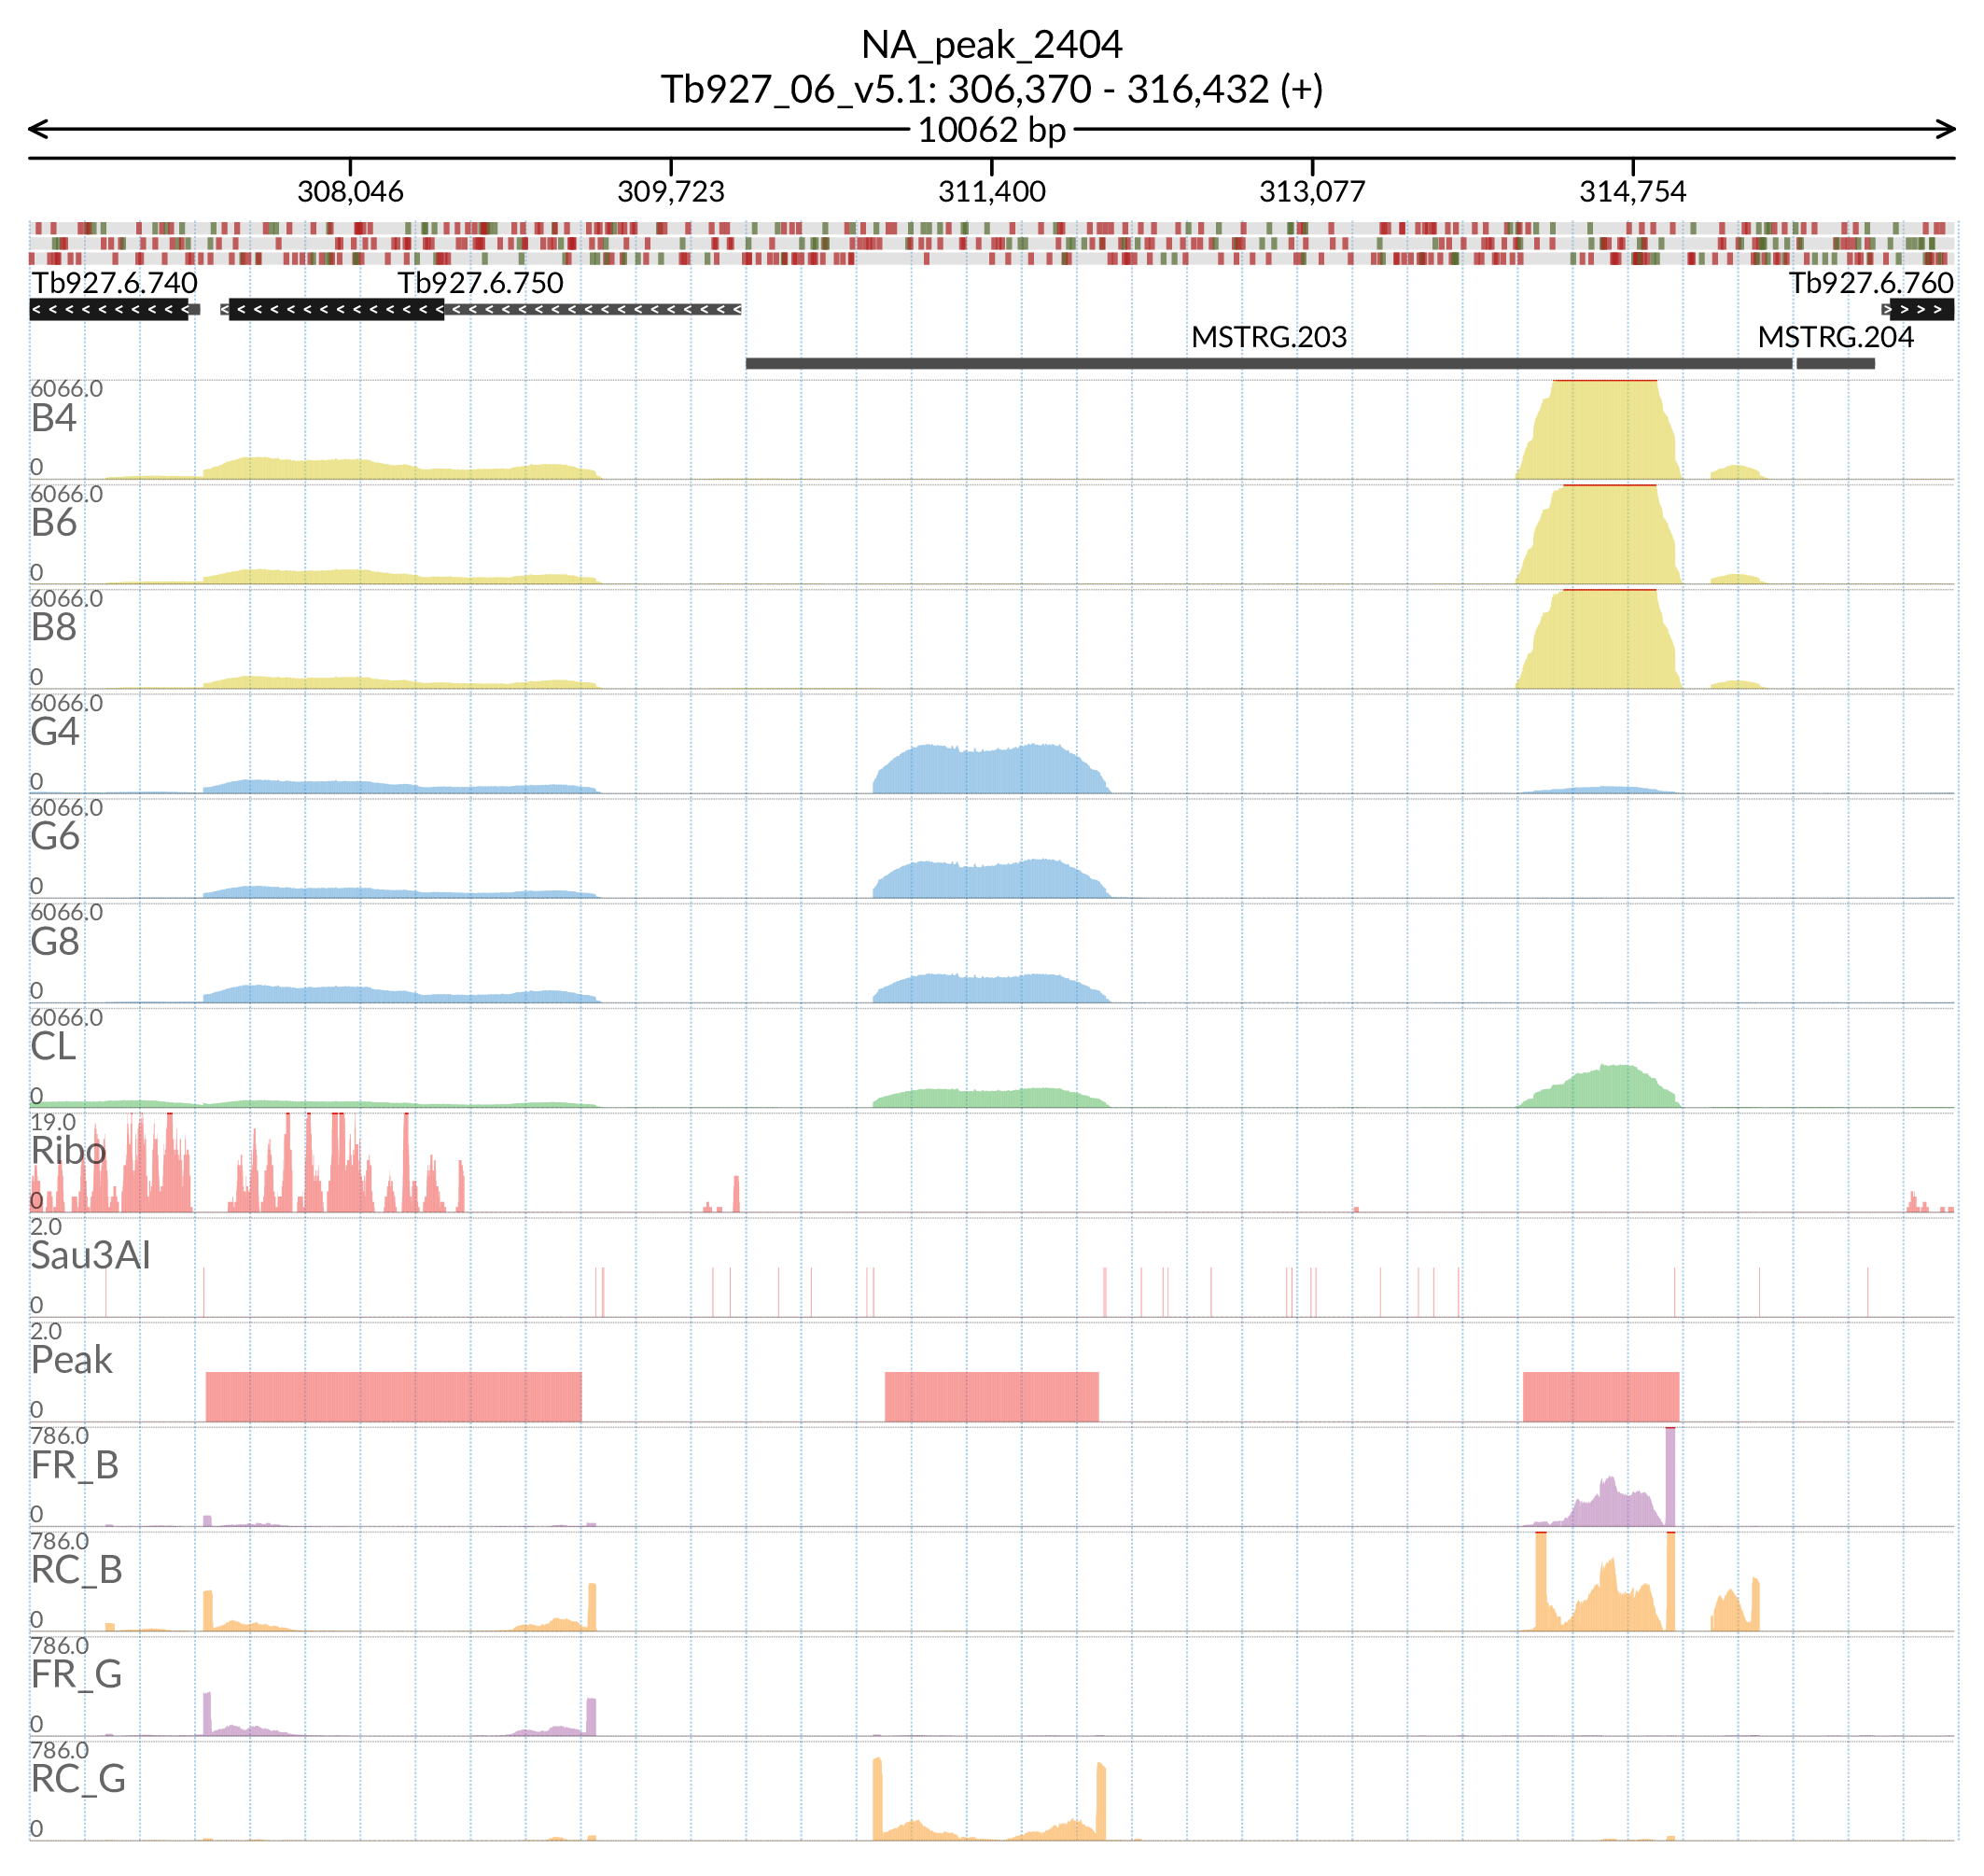 NA_peak_2404
Tb927_06_v5.1: 306,370 - 316,432 (+)
10062 bp
308,046 309,723 311,400 313,077 314,754
Tb927.6.740 Tb927.6.750 Tb927.6.760
MSTRG.203 MSTRG.204
6066.0
B4
0
6066.0
B6
0
6066.0
B8
0
6066.0
G4
0
6066.0
G6
0
6066.0
G8
0
6066.0
CL
0
19.0
Ribo
0
2.0
Sau3AI
0
2.0
Peak
0
786.0
FR_B
0
786.0
RC_B
0
786.0
FR_G
0
786.0
RC_G
0